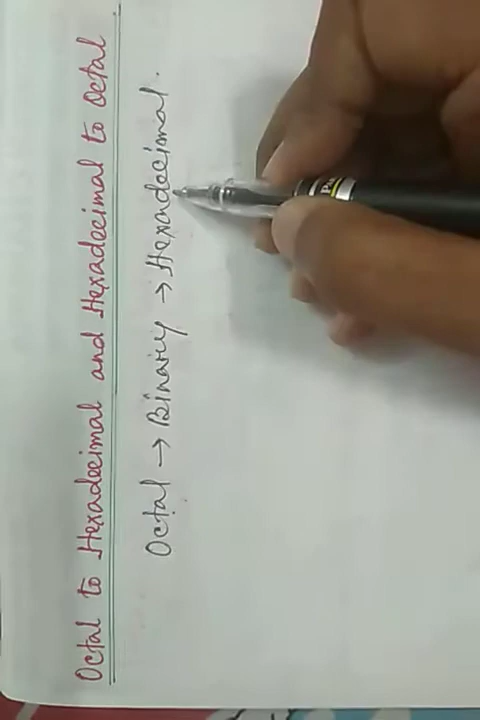 Octal to Hexadecimal and Hexadecimal to Octal
Octal → Binary → Hexadecimal.